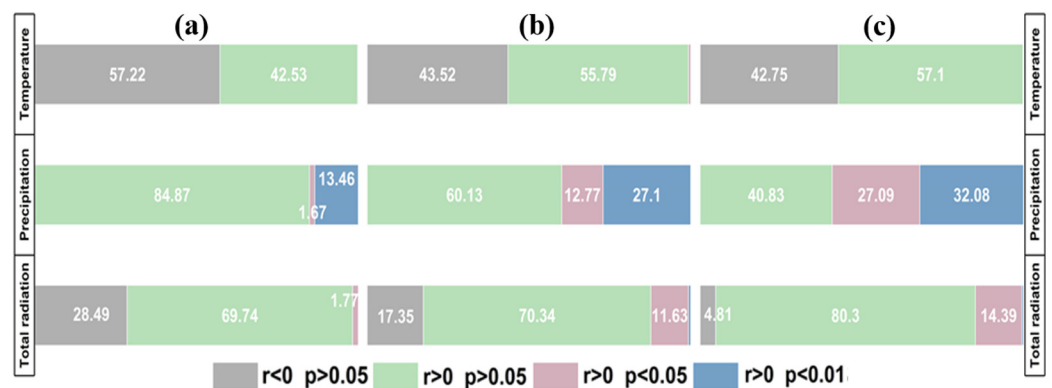 (a) (b) (c)
Temperature 57.22 42.53 43.52 55.79 42.75 57.1 Temperature
Precipitation 84.87 1.67 13.46 60.13 12.77 27.1 40.83 27.09 32.08 Precipitation
Total radiation 28.49 69.74 1.77 17.35 70.34 11.63 4.81 80.3 14.39 Total radiation
r<0 p>0.05 r>0 p>0.05 r>0 p<0.05 r>0 p<0.01